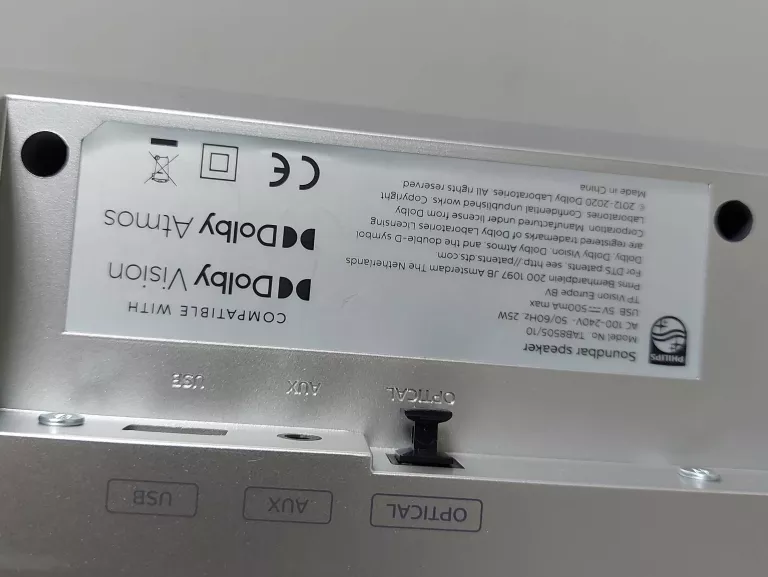 PHILIPS
Soundbar speaker
Model No. TAB8505/10
AC 100-240V~ 50/60Hz 25W
USB 5V ⎓ 500mA max
TP Vision Europe BV
Prins Bernhardplein 200 1097 JB Amsterdam The Netherlands
For DTS patents, see http://patents.dts.com
Dolby, Dolby Vision, Dolby Atmos, and the double-D symbol
are registered trademarks of Dolby Laboratories Licensing
Corporation. Manufactured under license from Dolby
Laboratories. Confidential unpublished works. Copyright
© 2012-2020 Dolby Laboratories. All rights reserved
Made in China
COMPATIBLE WITH
Dolby Vision
Dolby Atmos
CE
OPTICAL
AUX
USB
OPTICAL
AUX
USB